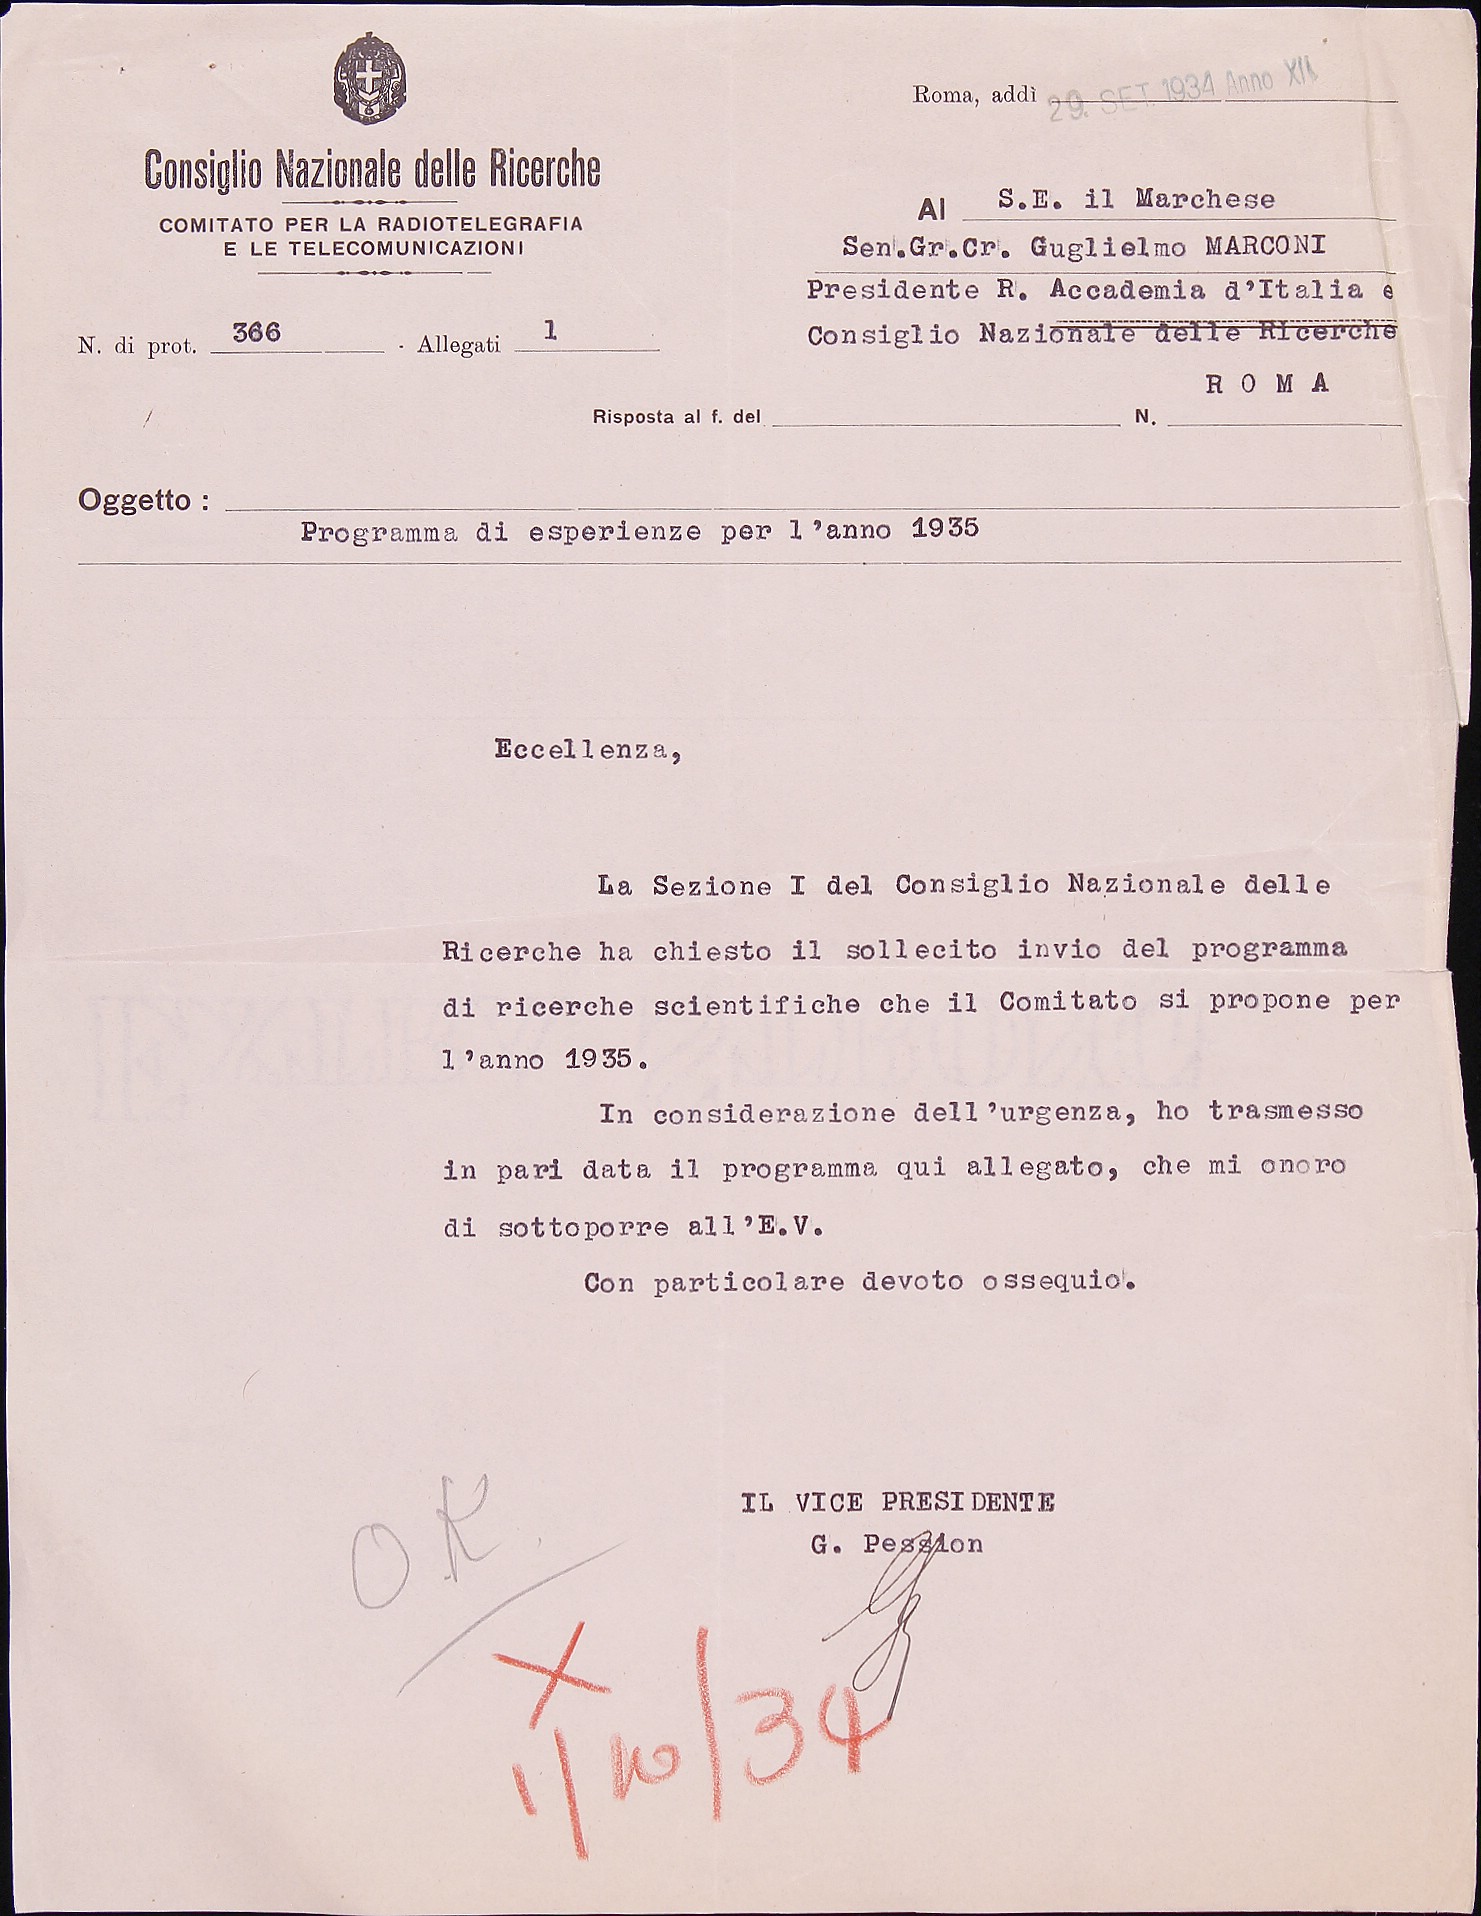 Roma, addì 29. SET. 1934 Anno XII
Consiglio Nazionale delle Ricerche
COMITATO PER LA RADIOTELEGRAFIA
E LE TELECOMUNICAZIONI
Al S.E. il Marchese
Sen.Gr.Cr. Guglielmo MARCONI
Presidente R. Accademia d'Italia e
Consiglio Nazionale delle Ricerche
R O M A
N. di prot. 366 - Allegati 1
Risposta al f. del N.
Oggetto :
Programma di esperienze per l'anno 1935
Eccellenza,
La Sezione I del Consiglio Nazionale delle
Ricerche ha chiesto il sollecito invio del programma
di ricerche scientifiche che il Comitato si propone per
l'anno 1935.
In considerazione dell'urgenza, ho trasmesso
in pari data il programma qui allegato, che mi onoro
di sottoporre all'E.V.
Con particolare devoto ossequio.
IL VICE PRESIDENTE
G. Pession
O.K.
X
1/10/34